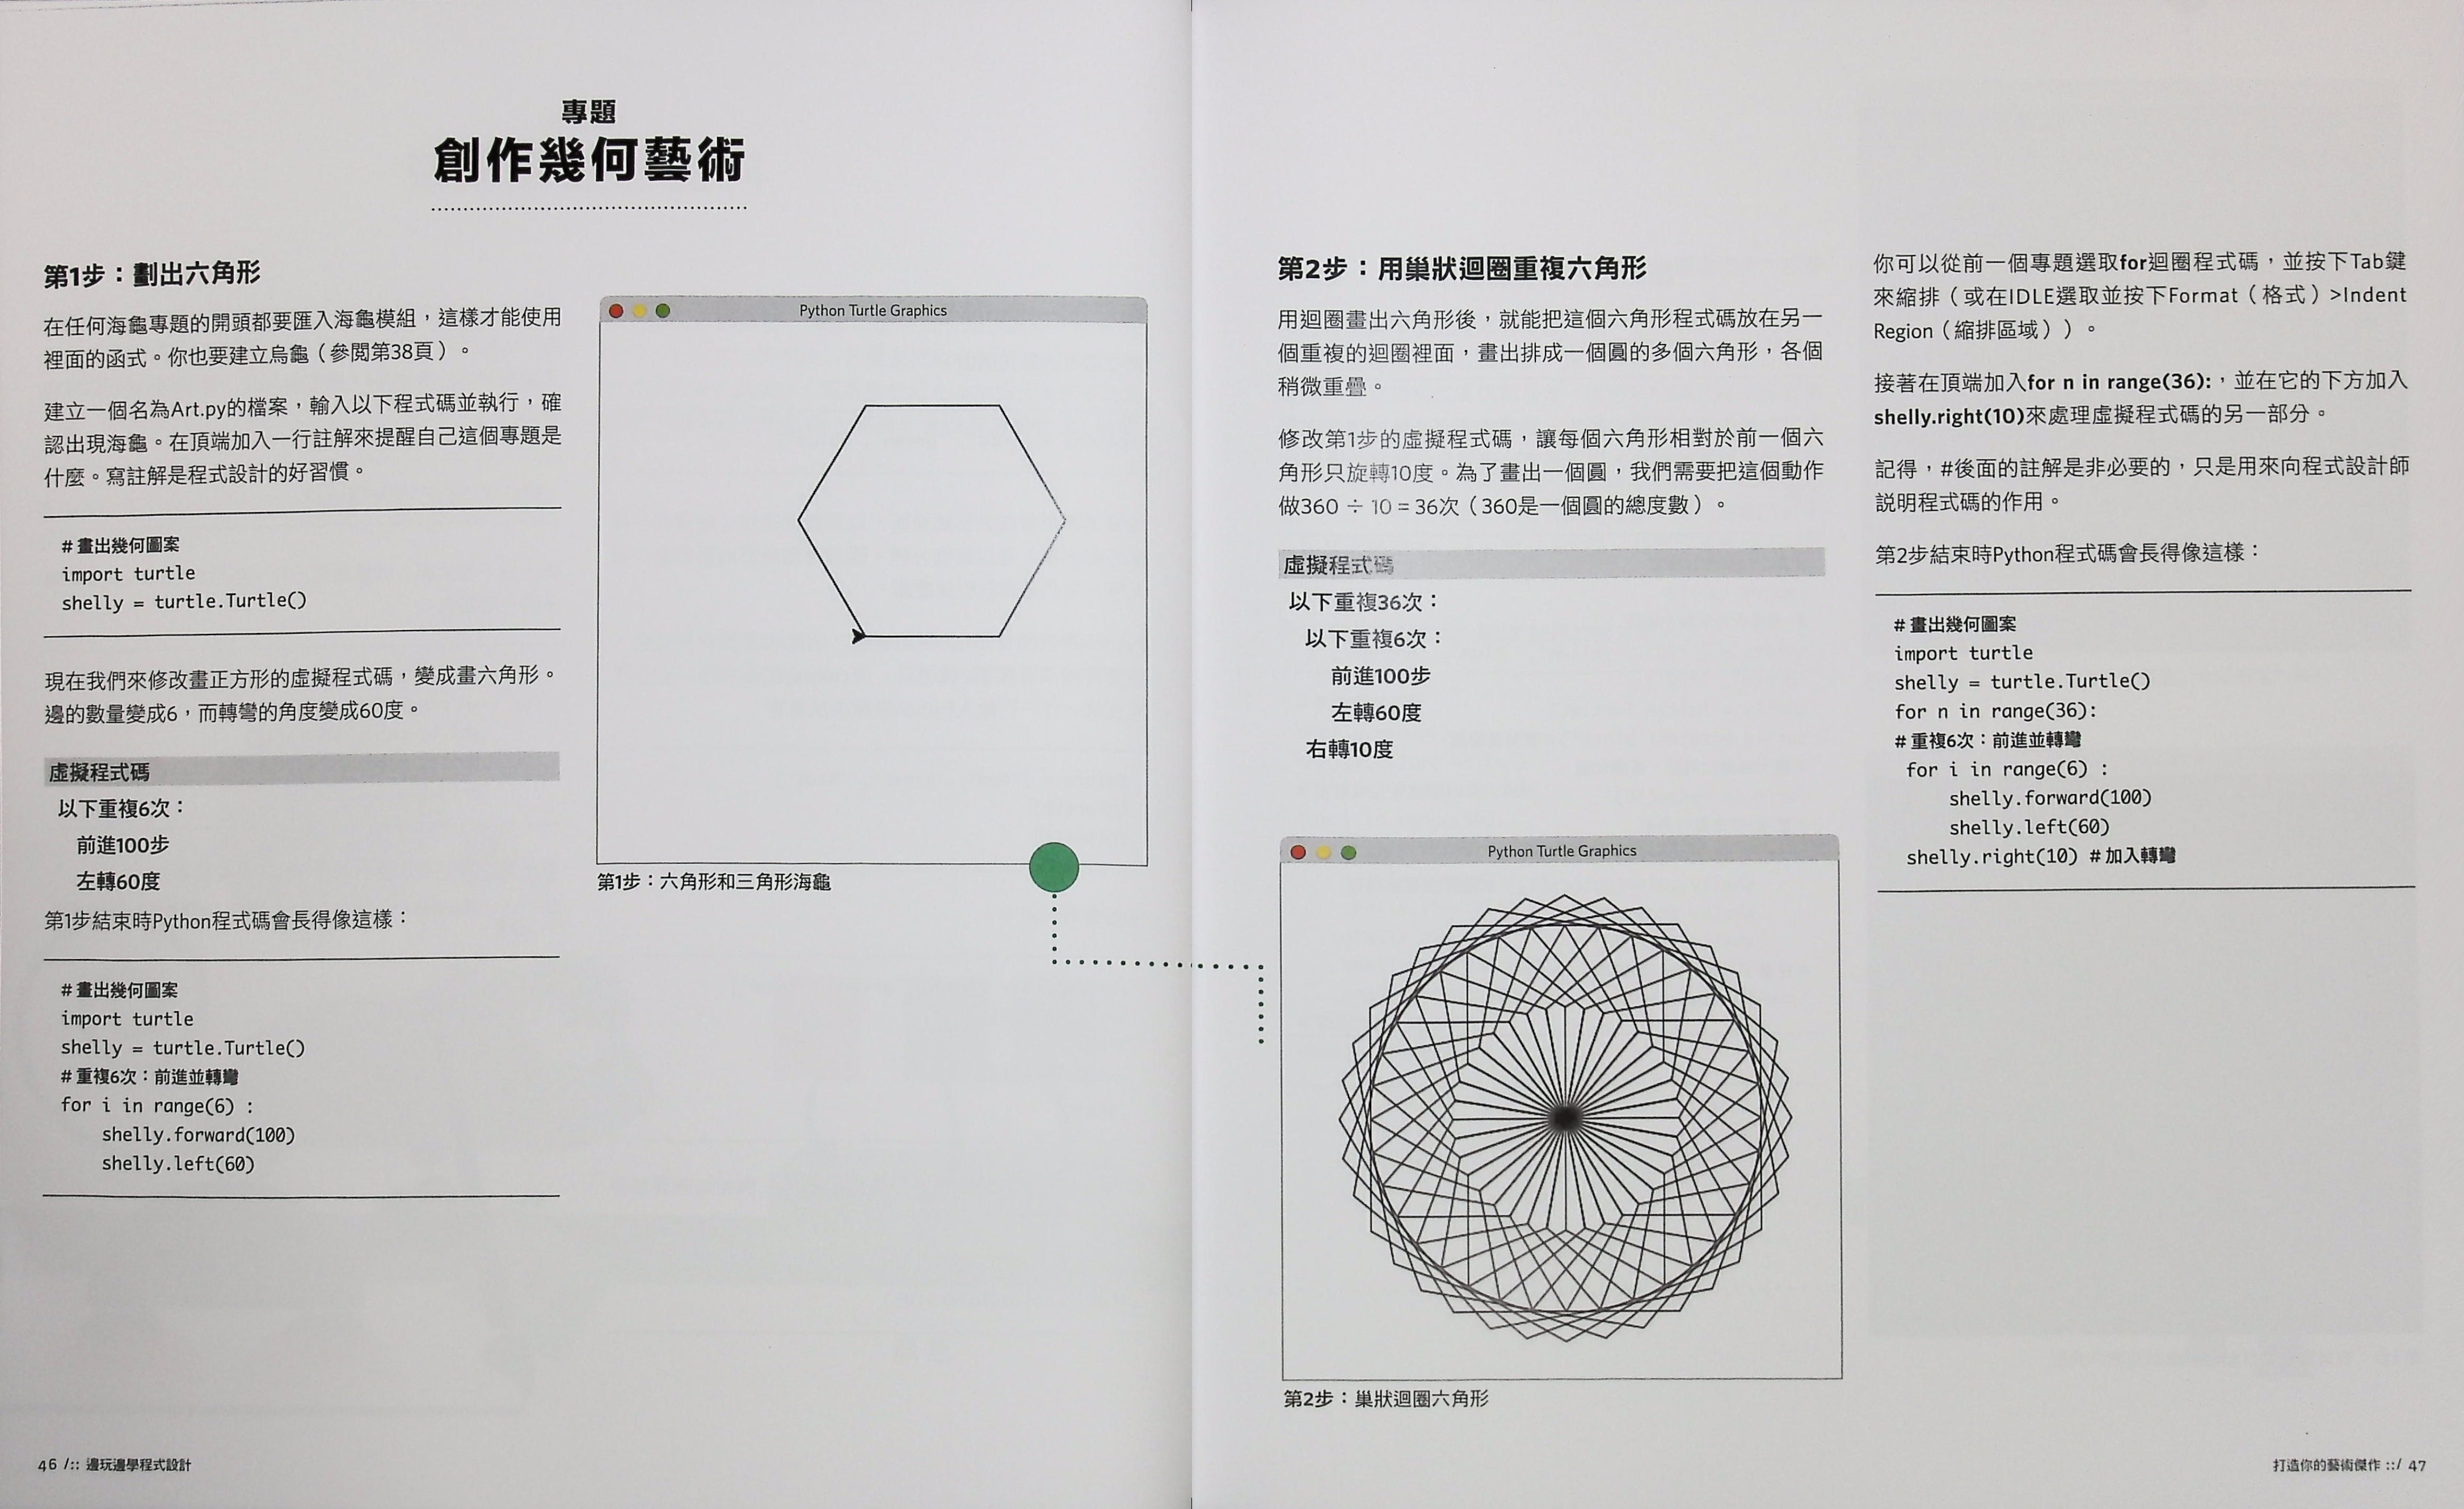 專題
創作幾何藝術
第1步：劃出六角形
在任何海龜專題的開頭都要匯入海龜模組，這樣才能使用
裡面的函式。你也要建立烏龜（參閱第38頁）。
建立一個名為Art.py的檔案，輸入以下程式碼並執行，確
認出現海龜。在頂端加入一行註解來提醒自己這個專題是
什麼。寫註解是程式設計的好習慣。
# 畫出幾何圖案
import turtle
shelly = turtle.Turtle()
現在我們來修改畫正方形的虛擬程式碼，變成畫六角形。
邊的數量變成6，而轉彎的角度變成60度。
虛擬程式碼
以下重複6次：
前進100步
左轉60度
第1步結束時Python程式碼會長得像這樣：
# 畫出幾何圖案
import turtle
shelly = turtle.Turtle()
# 重複6次：前進並轉彎
for i in range(6) :
    shelly.forward(100)
    shelly.left(60)
Python Turtle Graphics
第1步：六角形和三角形海龜
46 /:: 邊玩邊學程式設計
第2步：用巢狀迴圈重複六角形
用迴圈畫出六角形後，就能把這個六角形程式碼放在另一
個重複的迴圈裡面，畫出排成一個圓的多個六角形，各個
稍微重疊。
修改第1步的虛擬程式碼，讓每個六角形相對於前一個六
角形只旋轉10度。為了畫出一個圓，我們需要把這個動作
做360 ÷ 10 = 36次（360是一個圓的總度數）。
虛擬程式碼
以下重複36次：
以下重複6次：
前進100步
左轉60度
右轉10度
Python Turtle Graphics
第2步：巢狀迴圈六角形
你可以從前一個專題選取for迴圈程式碼，並按下Tab鍵
來縮排（或在IDLE選取並按下Format（格式）>Indent
Region（縮排區域））。
接著在頂端加入for n in range(36):，並在它的下方加入
shelly.right(10)來處理虛擬程式碼的另一部分。
記得，#後面的註解是非必要的，只是用來向程式設計師
說明程式碼的作用。
第2步結束時Python程式碼會長得像這樣：
# 畫出幾何圖案
import turtle
shelly = turtle.Turtle()
for n in range(36):
# 重複6次：前進並轉彎
 for i in range(6) :
     shelly.forward(100)
     shelly.left(60)
 shelly.right(10) # 加入轉彎
打造你的藝術傑作 ::/ 47